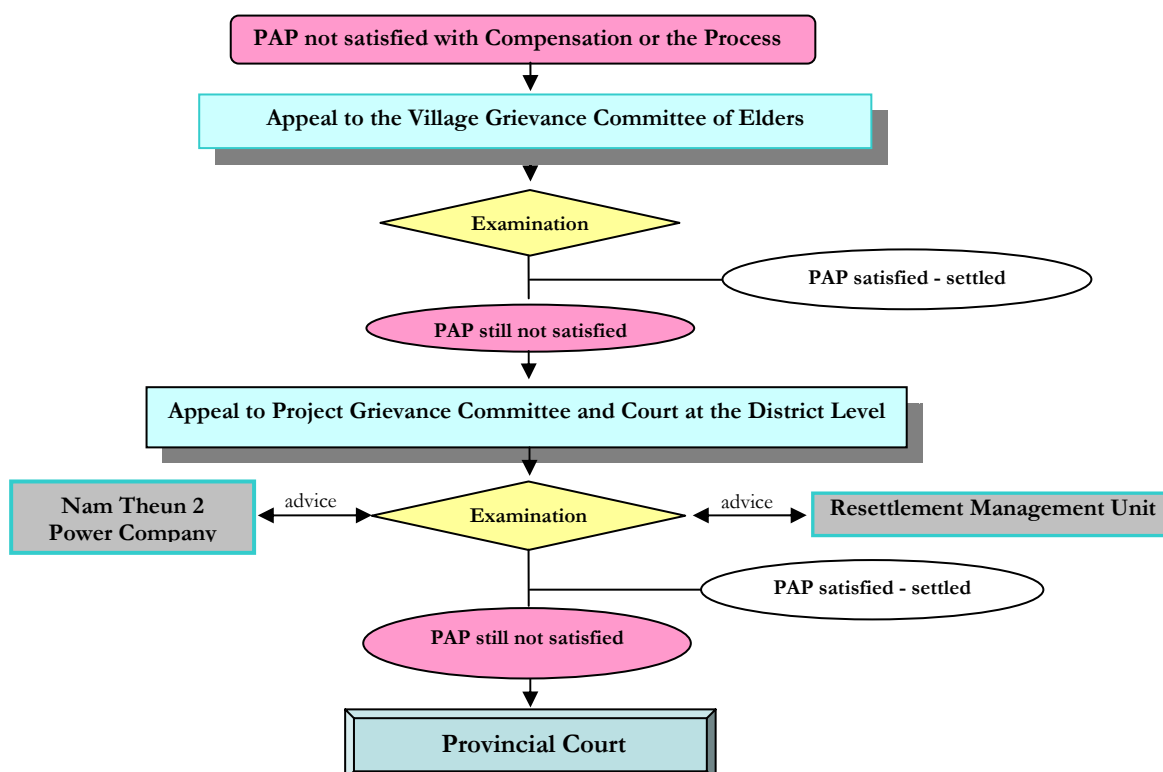 PAP not satisfied with Compensation or the Process
Appeal to the Village Grievance Committee of Elders
Examination
PAP satisfied - settled
PAP still not satisfied
Appeal to Project Grievance Committee and Court at the District Level
Nam Theun 2
Power Company
advice
Examination
advice
Resettlement Management Unit
PAP satisfied - settled
PAP still not satisfied
Provincial Court